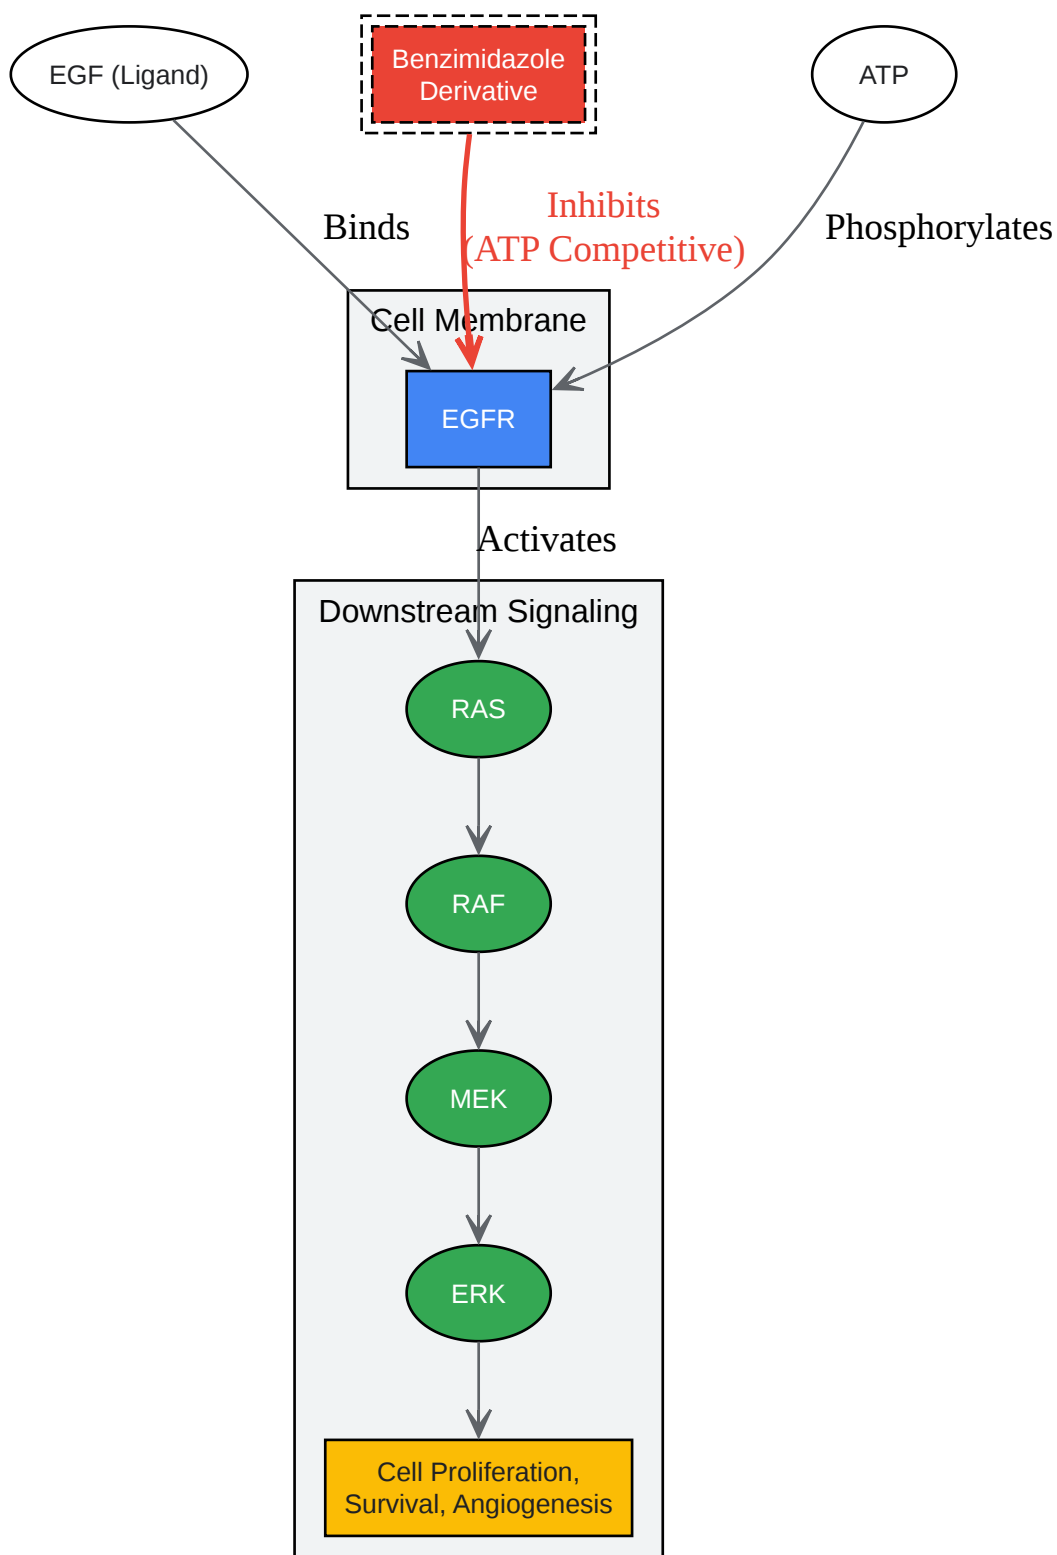 EGF (Ligand)
Benzimidazole
Derivative
ATP
Binds
Inhibits
(ATP Competitive)
Phosphorylates
Cell Membrane
EGFR
Activates
Downstream Signaling
RAS
RAF
MEK
ERK
Cell Proliferation,
Survival, Angiogenesis